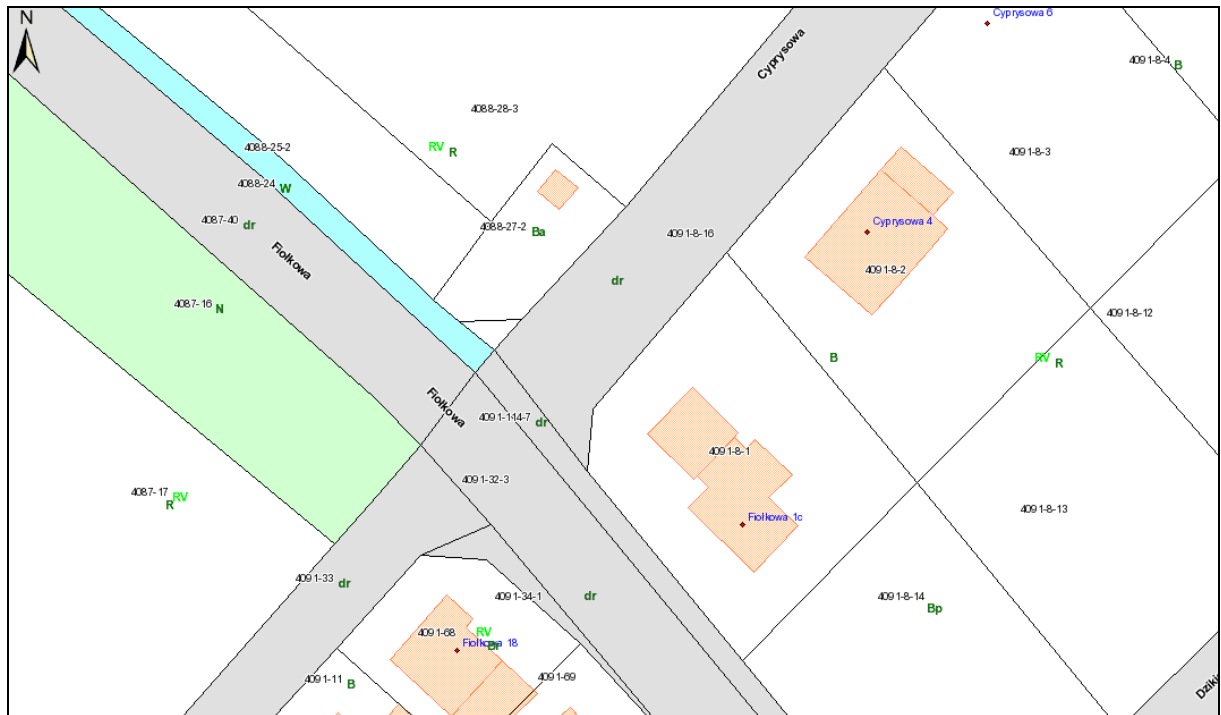 N
Cyprysowa 6
Cyprysowa
4091-8-4 B
4088-28-3
RV R
4088-25-2
4091-8-3
4088-24 W
4087-40 dr
Cyprysowa 4
4088-27-2 Ba
4091-8-16
Fiołkowa
4091-8-2
dr
4087-16 N
4091-8-12
B
RV R
Fiołkowa
4091-114-7 dr
4091-8-1
4091-32-3
4087-17 RV
R
4091-8-13
Fiołkowa 1c
4091-33 dr
4091-34-1
dr
4091-8-14 Bp
4091-68
RV
Fiołkowa 18
4091-11 B
4091-69